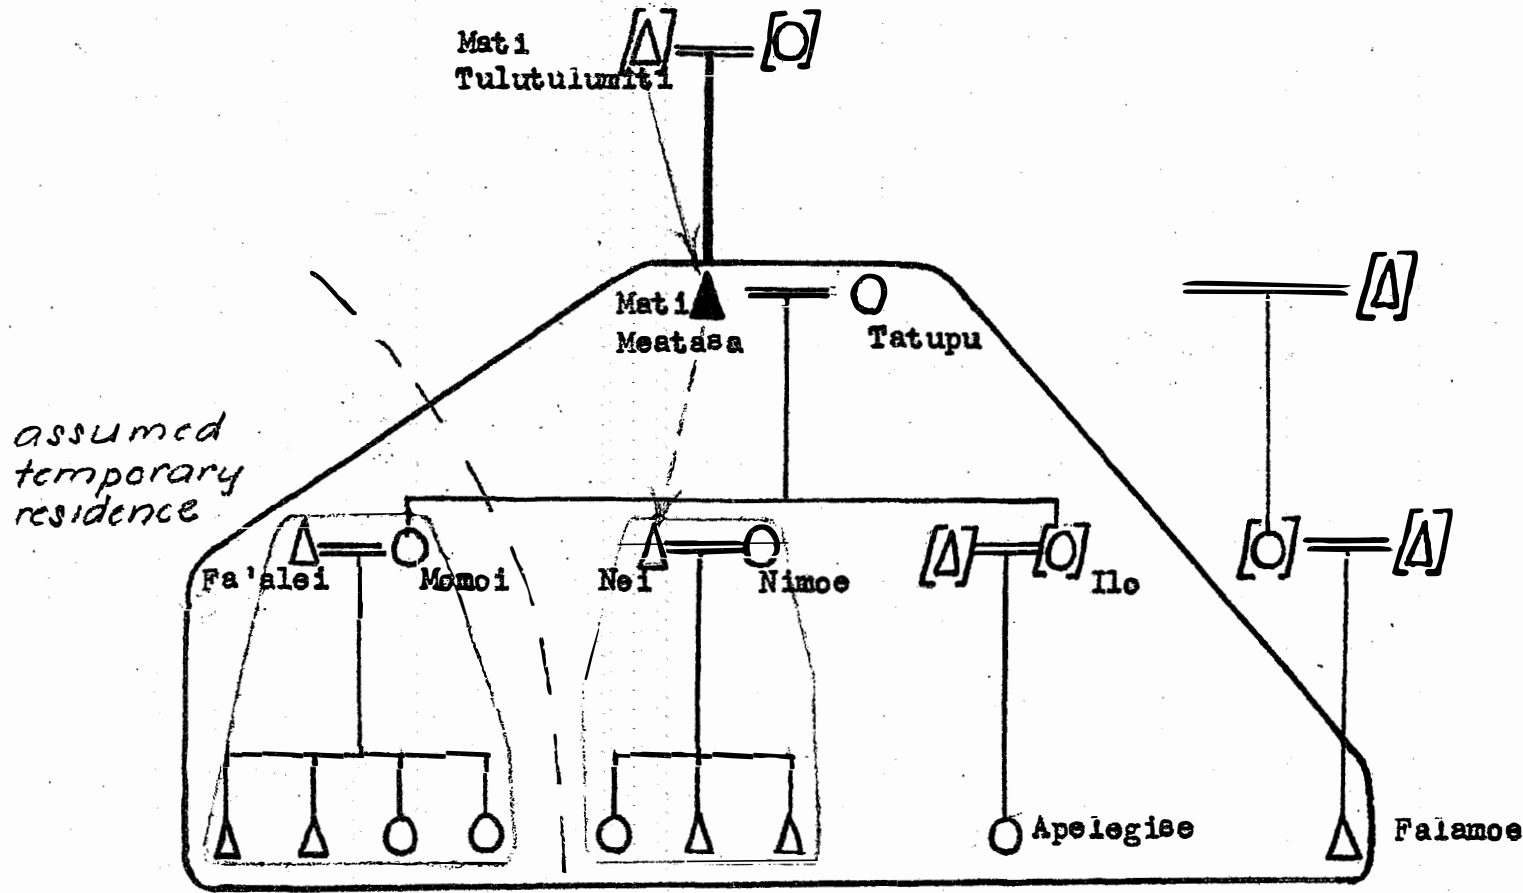 Mati
Tulutulumiti
Mati
Meatasa
Tatupu
assumed
temporary
residence
Fa'alei
Momoi
Nei
Nimoe
Ilo
Apelegise
Falamoe